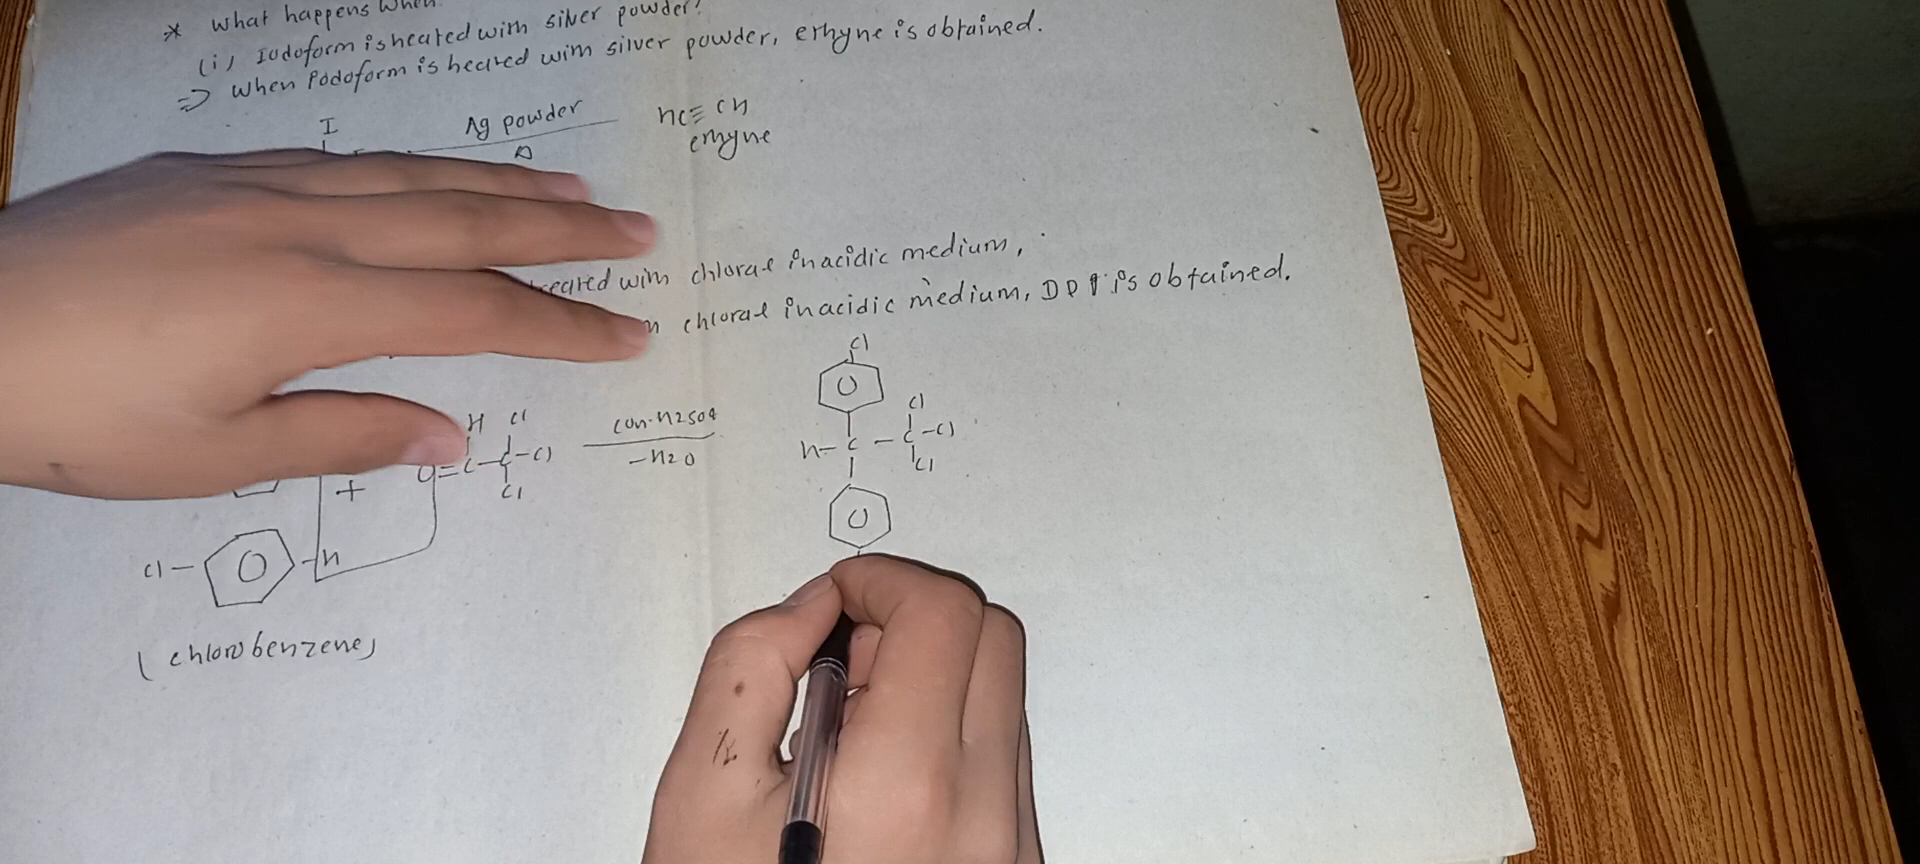 * What happens when
(i) Iodoform is heated with silver powder?
=> When Podoform is heated with silver powder, ethyne is obtained.
I
Ag powder
Δ
HC≡CH
ethyne
heated with chloral in acidic medium,
chloral in acidic medium, DDT is obtained.
H Cl
O=C-C-Cl
Cl
+
con.H2SO4
-H2O
Cl
Cl
H-C-C-Cl
Cl
Cl-
-H
(chlorobenzene)